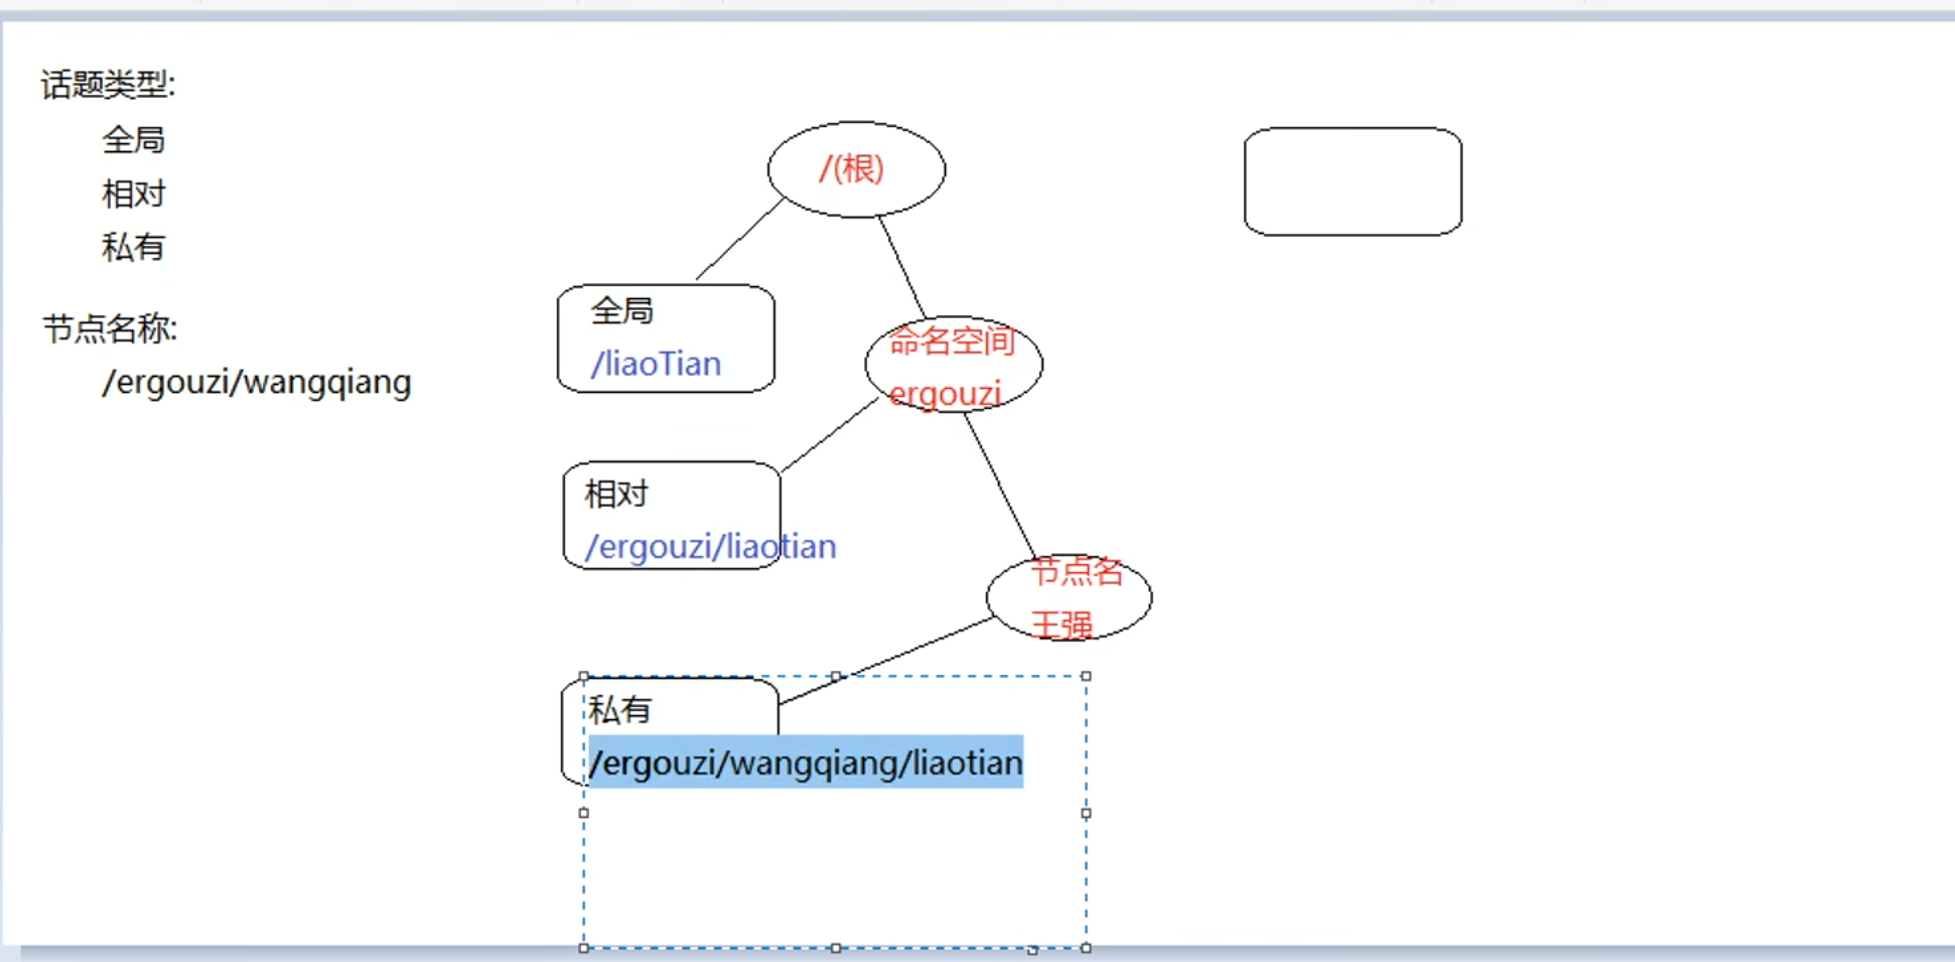 话题类型:
全局
相对
私有
节点名称:
/ergouzi/wangqiang
/(根)
全局
/liaoTian
命名空间
ergouzi
相对
/ergouzi/liaotian
节点名
王强
私有
/ergouzi/wangqiang/liaotian